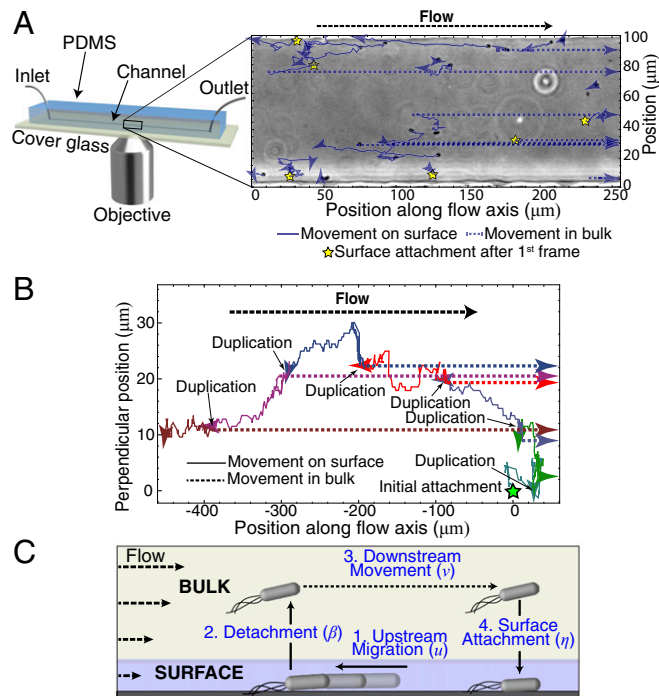 A
Flow
PDMS
Channel
Inlet
Outlet
Cover glass
Objective
100
80
60
40
20
0
Position (μm)
0 50 100 150 200 250
Position along flow axis (μm)
Movement on surface Movement in bulk
Surface attachment after 1st frame
B
Flow
Perpendicular position (μm)
30
20
10
0
Duplication
Duplication
Duplication
Duplication
Duplication
Duplication
Movement on surface
Movement in bulk
Initial attachment
-400 -300 -200 -100 0
Position along flow axis (μm)
C
Flow
BULK
3. Downstream
Movement (v)
2. Detachment (β)
1. Upstream
Migration (u)
4. Surface
Attachment (η)
SURFACE